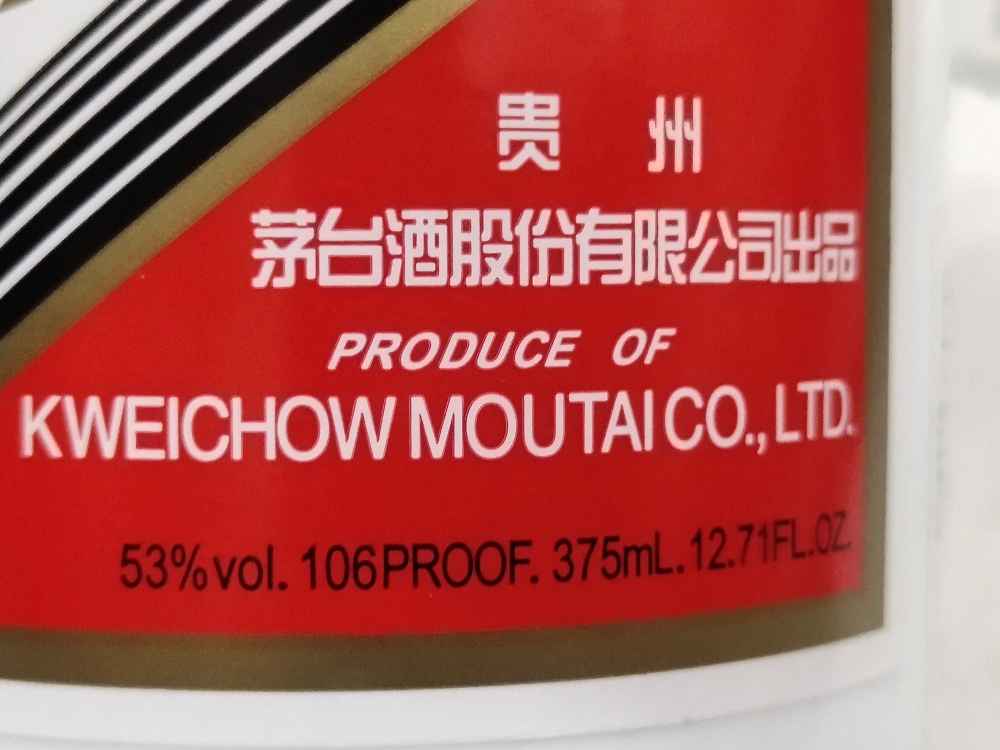 贵州
茅台酒股份有限公司出品
PRODUCE OF
KWEICHOW MOUTAI CO., LTD.
53%vol. 106PROOF. 375mL. 12.71FL.OZ.